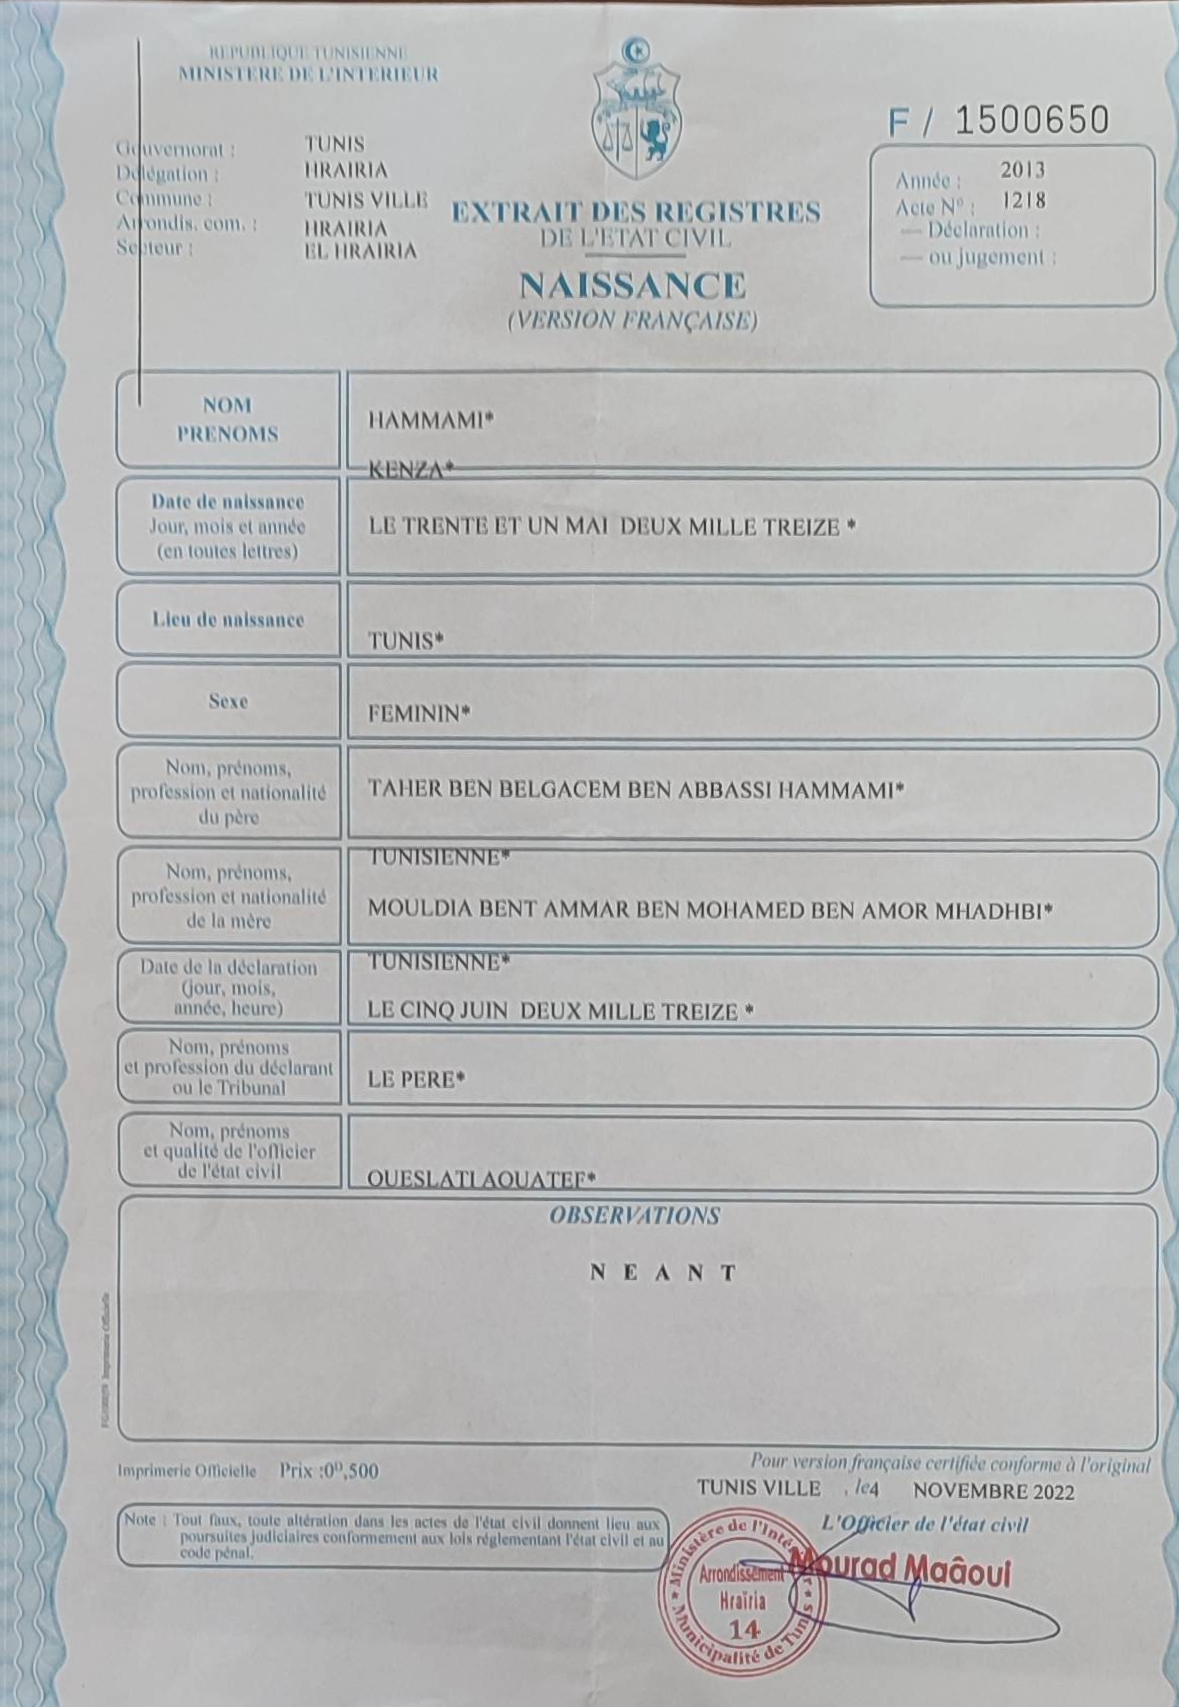 REPUBLIQUE TUNISIENNE
MINISTERE DE L'INTERIEUR
F / 1500650
Gouvernorat : TUNIS
Délégation : HRAIRIA
Commune : TUNIS VILLE
Arrondis. com. : HRAIRIA
Secteur : EL HRAIRIA
EXTRAIT DES REGISTRES
DE L'ETAT CIVIL
NAISSANCE
(VERSION FRANÇAISE)
Année : 2013
Acte N° : 1218
— Déclaration :
— ou jugement :
NOM
PRENOMS
HAMMAMI*
KENZA*
Date de naissance
Jour, mois et année
(en toutes lettres)
LE TRENTE ET UN MAI DEUX MILLE TREIZE *
Lieu de naissance
TUNIS*
Sexe
FEMININ*
Nom, prénoms,
profession et nationalité
du père
TAHER BEN BELGACEM BEN ABBASSI HAMMAMI*
TUNISIENNE*
Nom, prénoms,
profession et nationalité
de la mère
MOULDIA BENT AMMAR BEN MOHAMED BEN AMOR MHADHBI*
TUNISIENNE*
Date de la déclaration
(jour, mois,
année, heure)
LE CINQ JUIN DEUX MILLE TREIZE *
Nom, prénoms
et profession du déclarant
ou le Tribunal
LE PERE*
Nom, prénoms
et qualité de l'officier
de l'état civil
OUESLATI AOUATEF*
OBSERVATIONS
N E A N T
Imprimerie Officielle
Imprimerie Officielle Prix :0ᴰ,500
Pour version française certifiée conforme à l'original
TUNIS VILLE , le4 NOVEMBRE 2022
L'Officier de l'état civil
Note : Tout faux, toute altération dans les actes de l'état civil donnent lieu aux
poursuites judiciaires conformement aux lois réglementant l'état civil et au
code pénal.
Mourad Maâoui
Ministère de l'Intérieur
Arrondissement
Hraïria
14
Municipalité de Tunis